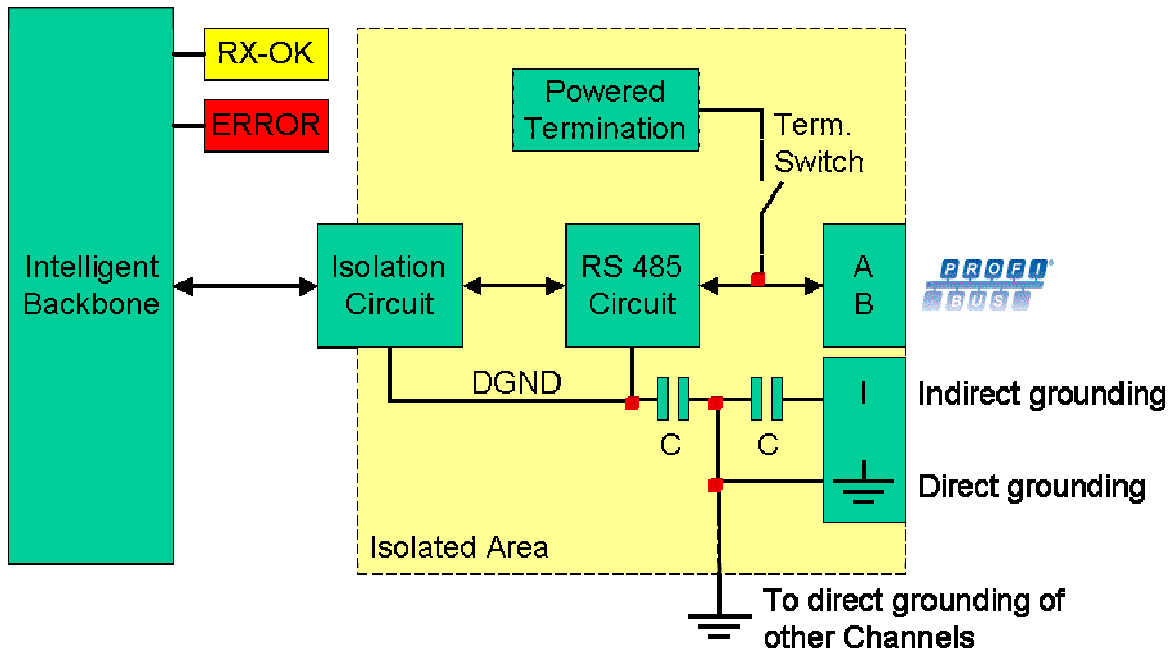 RX-OK
ERROR
Powered
Termination
Term.
Switch
Intelligent
Backbone
Isolation
Circuit
RS 485
Circuit
A
B
PROFI®
BUS
DGND
C
C
I
Indirect grounding
Direct grounding
Isolated Area
To direct grounding of
other Channels